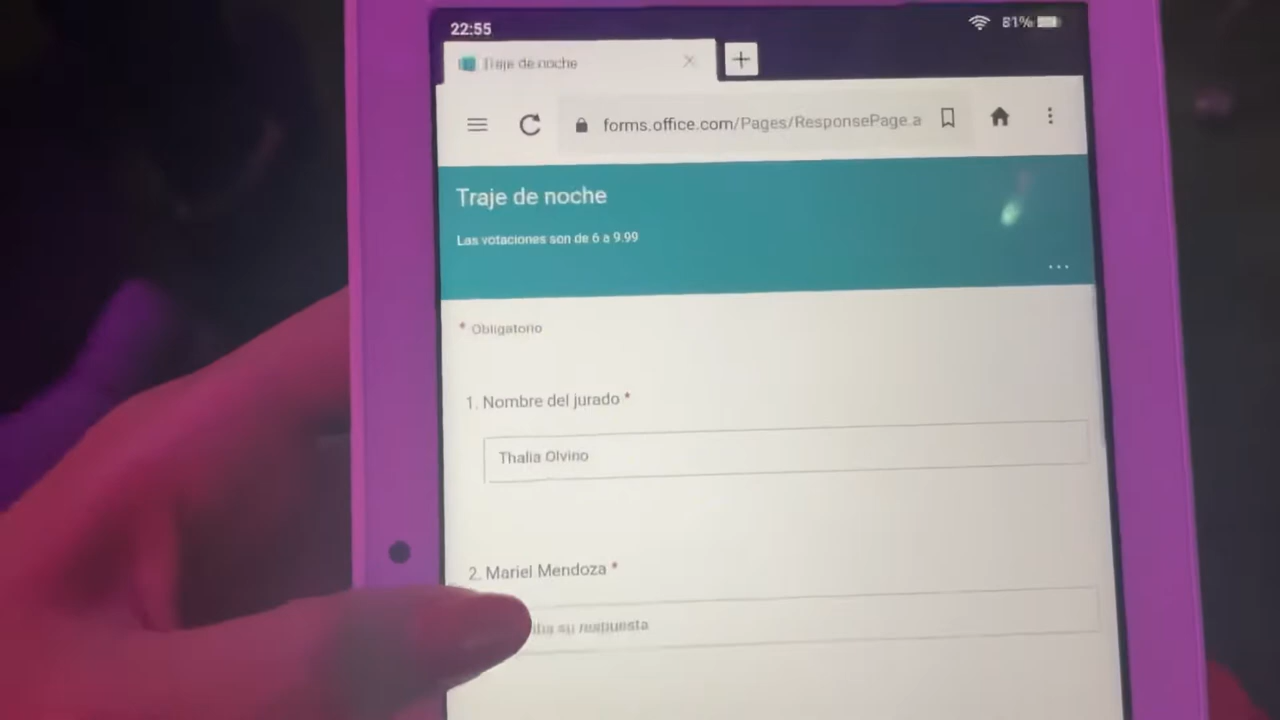 22:55
81%
Traje de noche
forms.office.com/Pages/ResponsePage.a
Traje de noche
Las votaciones son de 6 a 9.99
* Obligatorio
1. Nombre del jurado *
Thalia Olvino
2. Mariel Mendoza *
su respuesta